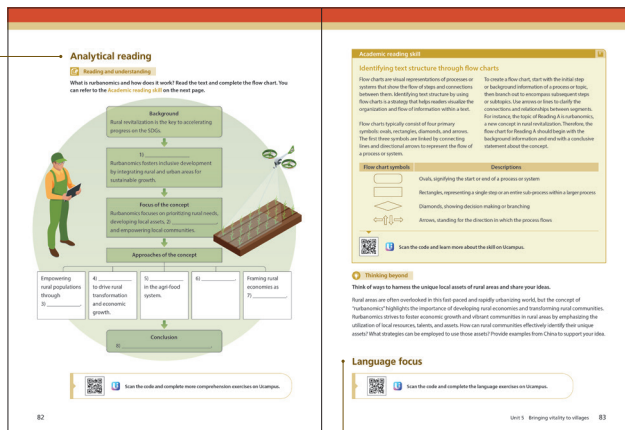 Analytical reading
Reading and understanding
What is rurbonomics and how does it work? Read the text and complete the flow chart. You
can refer to the Academic reading skill on the next page.
Background
Rural revitalization is the key to accelerating
progress on the SDGs.
1) ____________
Rurbanomics fosters inclusive development
by integrating rural and urban areas for
sustainable growth.
Focus of the concept
Rurbanomics focuses on prioritizing rural needs,
developing local assets, 2) ____________,
and empowering local communities.
Approaches of the concept
Empowering
rural populations
through
3) ____________.
4) ____________
to drive rural
transformation
and economic
growth.
5) ____________
in the agri-food
system.
6) ____________.
Framing rural
economies as
7) ____________.
Conclusion
8) ____________.
Scan the code and complete more comprehension exercises on Ucampus.
82
Academic reading skill
Identifying text structure through flow charts
Flow charts are visual representations of processes or
systems that show the flow of steps and connections
between them. Identifying text structure by using
flow charts is a strategy that helps readers visualize the
organization and flow of information within a text.
Flow charts typically consist of four primary
symbols: ovals, rectangles, diamonds, and arrows.
The first three symbols are linked by connecting
lines and directional arrows to represent the flow of
a process or system.
To create a flow chart, start with the initial step
or background information of a process or topic,
then branch out to encompass subsequent steps
or subtopics. Use arrows or lines to clarify the
connections and relationships between segments.
For instance, the topic of Reading A is rurbanomics,
a new concept in rural revitalization. Therefore, the
flow chart for Reading A should begin with the
background information and end with a conclusive
statement about the concept.
Flow chart symbols Descriptions
Ovals, signifying the start or end of a process or system
Rectangles, representing a single step or an entire sub-process within a larger process
Diamonds, showing decision making or branching
Arrows, standing for the direction in which the process flows
Scan the code and learn more about the skill on Ucampus.
Thinking beyond
Think of ways to harness the unique local assets of rural areas and share your ideas.
Rural areas are often overlooked in this fast-paced and rapidly urbanizing world, but the concept of
"rurbanomics" highlights the importance of developing rural economies and transforming rural communities.
Rurbanomics strives to foster economic growth and vibrant communities in rural areas by emphasizing the
utilization of local resources, talents, and assets. How can rural communities effectively identify their unique
assets? What strategies can be employed to use those assets? Provide examples from China to support your idea.
Language focus
Scan the code and complete the language exercises on Ucampus.
Unit 5 Bringing vitality to villages 83